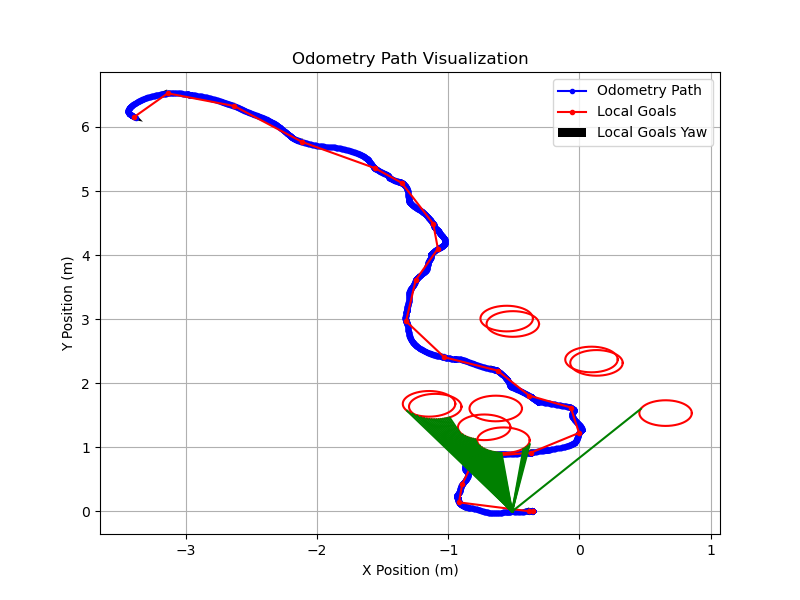 Odometry Path Visualization
Odometry Path
Local Goals
Local Goals Yaw
Y Position (m)
6
5
4
3
2
1
0
−3
−2
−1
0
1
X Position (m)